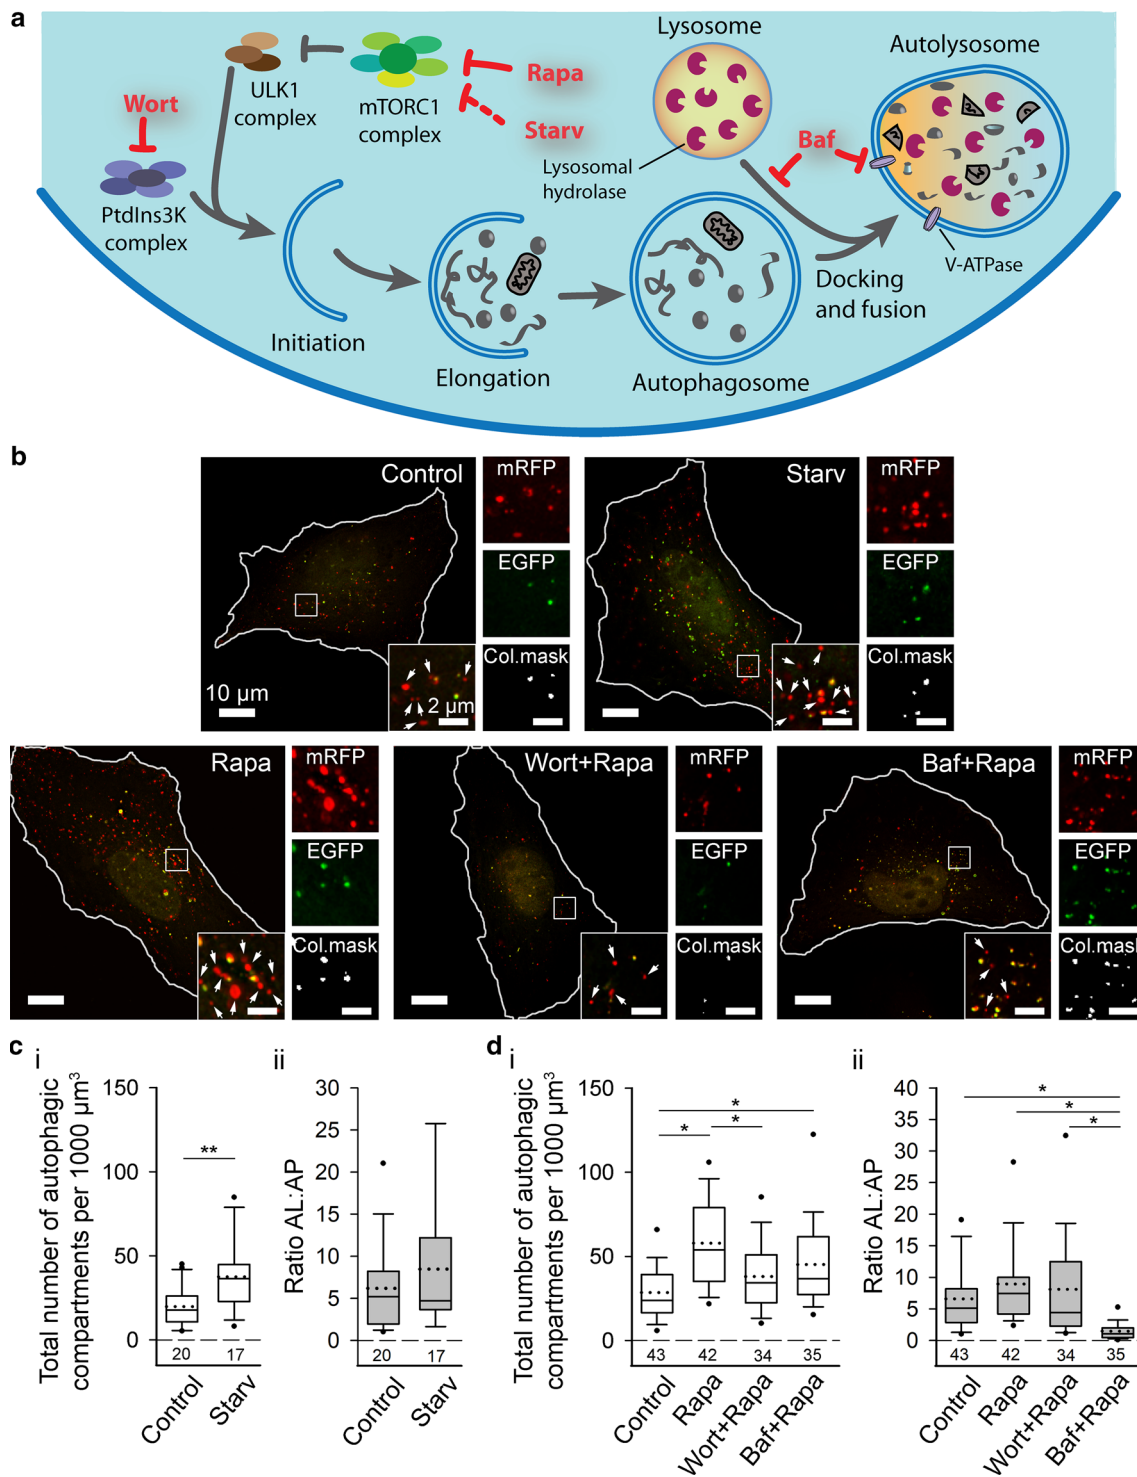 a
Lysosome
Autolysosome
Wort
ULK1
complex
mTORC1
complex
Rapa
Starv
Lysosomal
hydrolase
Baf
PtdIns3K
complex
V-ATPase
Docking
and fusion
Initiation
Elongation
Autophagosome
b
Control
mRFP
EGFP
Col.mask
10 µm
2 µm
Starv
mRFP
EGFP
Col.mask
Rapa
mRFP
EGFP
Col.mask
Wort+Rapa
mRFP
EGFP
Col.mask
Baf+Rapa
mRFP
EGFP
Col.mask
c
i
Total number of autophagic
compartments per 1000 µm³
150
100
50
0
**
20
17
Control
Starv
ii
Ratio AL:AP
30
25
20
15
10
5
0
20
17
Control
Starv
d
i
Total number of autophagic
compartments per 1000 µm³
150
100
50
0
*
*
*
43
42
34
35
Control
Rapa
Wort+Rapa
Baf+Rapa
ii
Ratio AL:AP
40
35
30
25
20
15
10
5
0
*
*
*
43
42
34
35
Control
Rapa
Wort+Rapa
Baf+Rapa